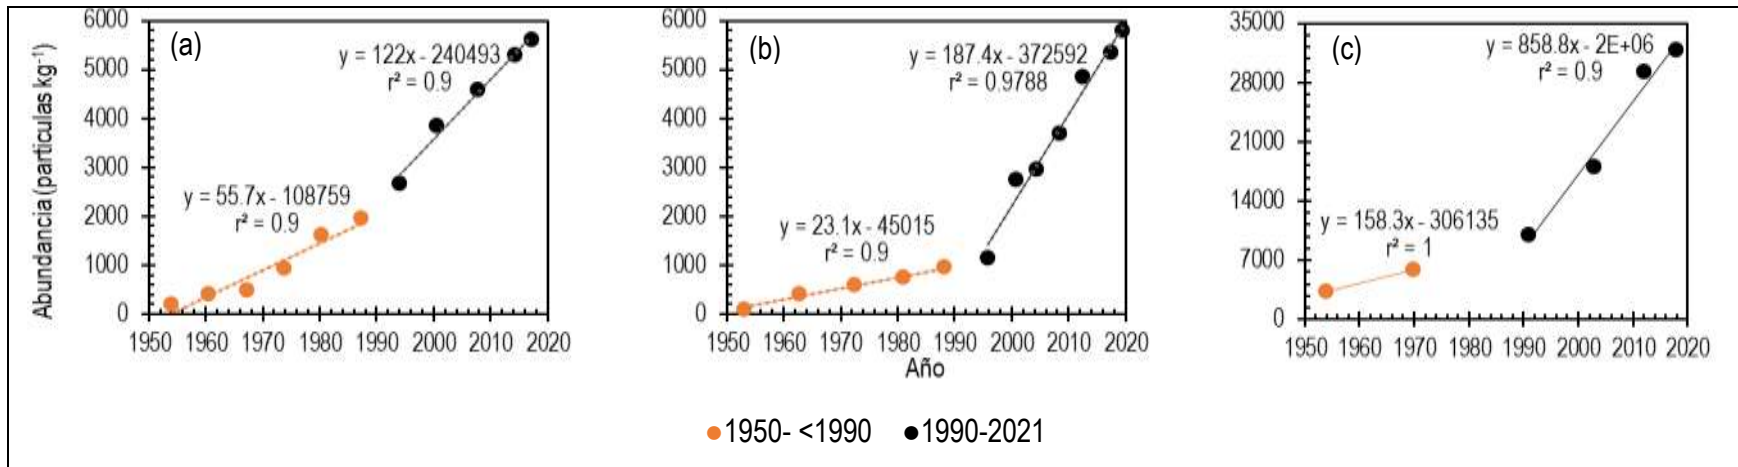 Abundancia (particulas kg⁻¹)
(a)
6000
5000
4000
3000
2000
1000
0
y = 122x - 240493
r² = 0.9
y = 55.7x - 108759
r² = 0.9
1950 1960 1970 1980 1990 2000 2010 2020
(b)
6000
5000
4000
3000
2000
1000
0
y = 187.4x - 372592
r² = 0.9788
y = 23.1x - 45015
r² = 0.9
1950 1960 1970 1980 1990 2000 2010 2020
Año
(c)
35000
28000
21000
14000
7000
0
y = 858.8x - 2E+06
r² = 0.9
y = 158.3x - 306135
r² = 1
1950 1960 1970 1980 1990 2000 2010 2020
1950- <1990 1990-2021